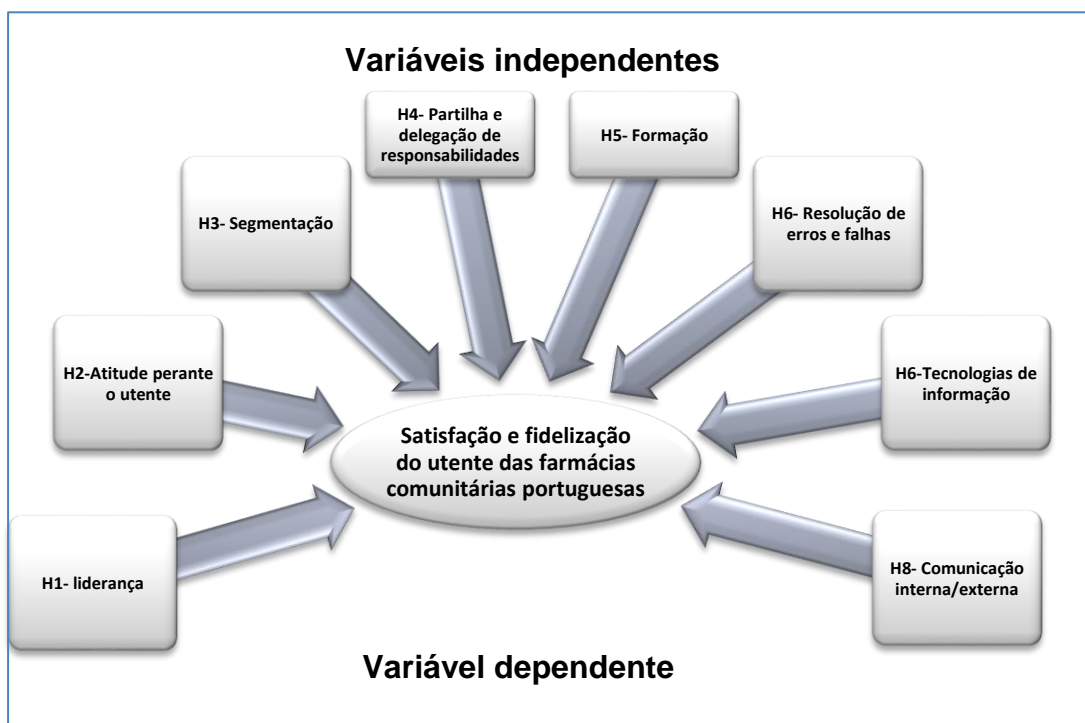 Variáveis independentes
H4- Partilha e
delegação de
responsabilidades
H5- Formação
H3- Segmentação
H6- Resolução de
erros e falhas
H2-Atitude perante
o utente
H6-Tecnologias de
informação
Satisfação e fidelização
do utente das farmácias
comunitárias portuguesas
H1- liderança
H8- Comunicação
interna/externa
Variável dependente